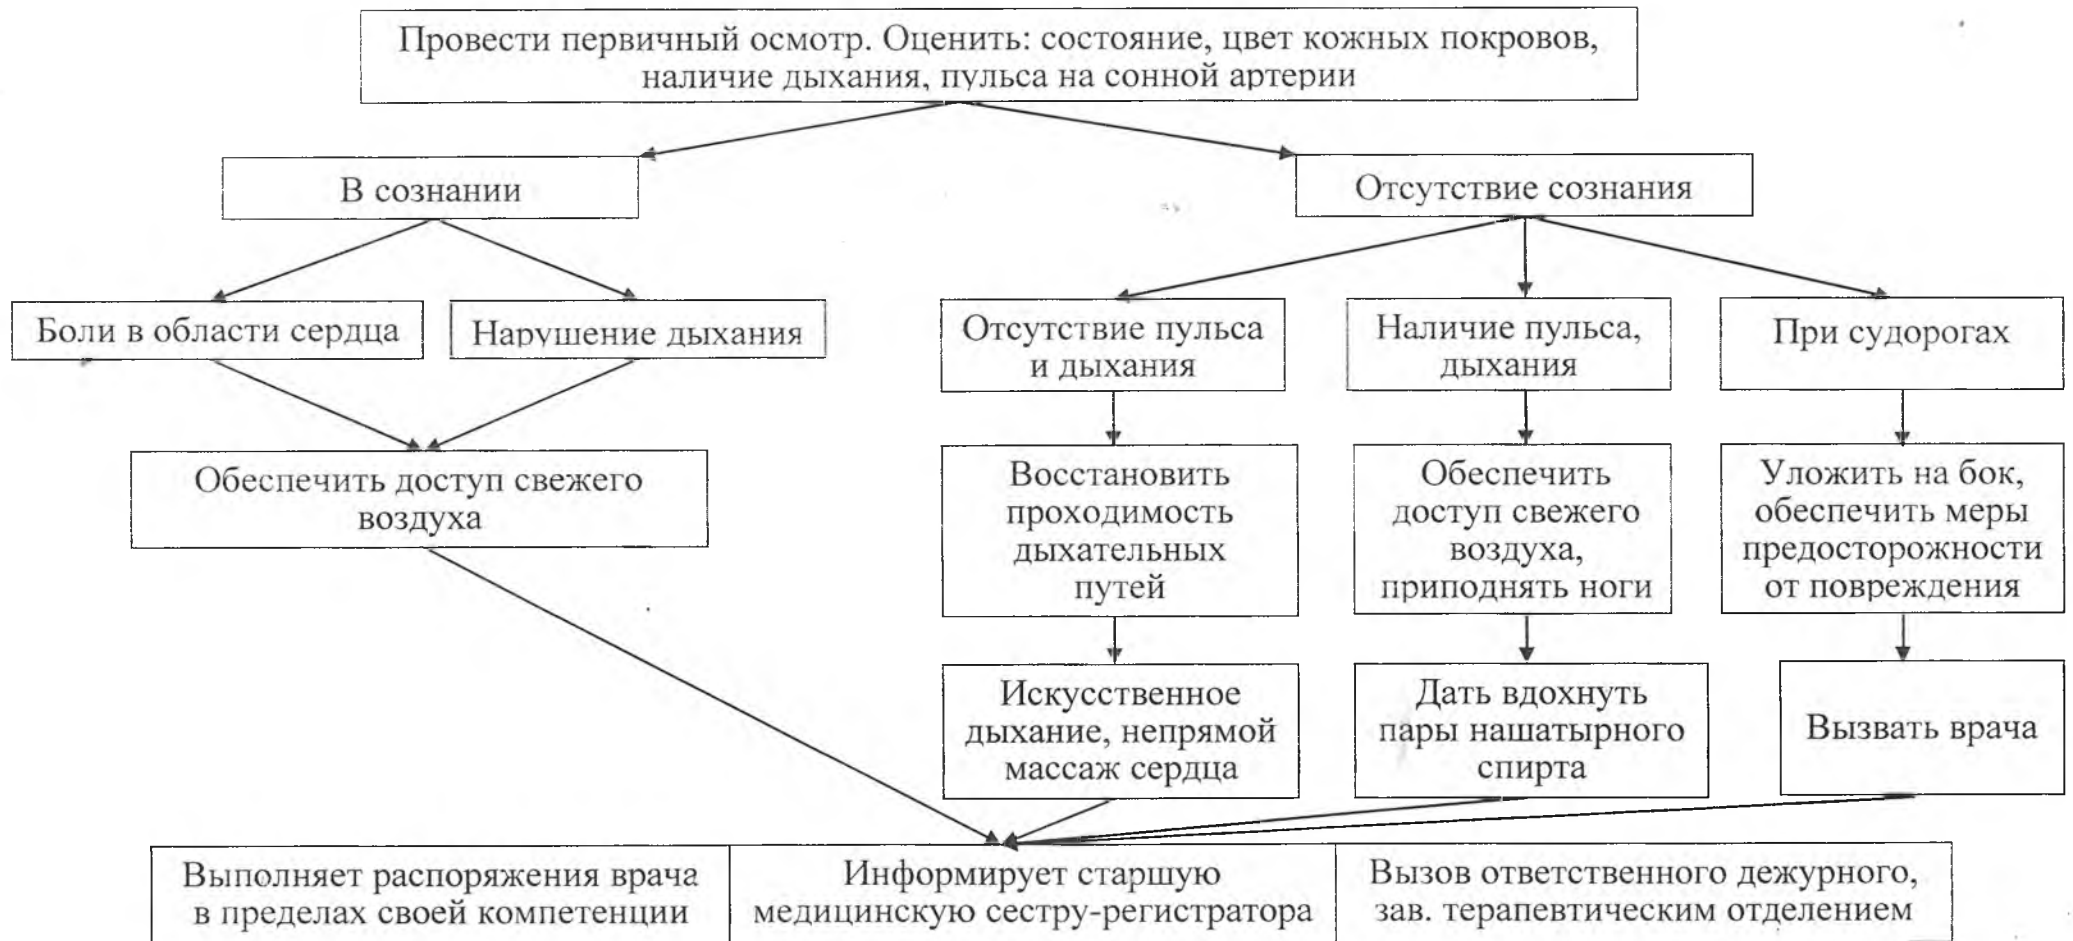 Провести первичный осмотр. Оценить: состояние, цвет кожных покровов,
наличие дыхания, пульса на сонной артерии
В сознании
Отсутствие сознания
Боли в области сердца
Нарушение дыхания
Отсутствие пульса
и дыхания
Наличие пульса,
дыхания
При судорогах
Обеспечить доступ свежего
воздуха
Восстановить
проходимость
дыхательных
путей
Обеспечить
доступ свежего
воздуха,
приподнять ноги
Уложить на бок,
обеспечить меры
предосторожности
от повреждения
Искусственное
дыхание, непрямой
массаж сердца
Дать вдохнуть
пары нашатырного
спирта
Вызвать врача
Выполняет распоряжения врача
в пределах своей компетенции
Информирует старшую
медицинскую сестру-регистратора
Вызов ответственного дежурного,
зав. терапевтическим отделением